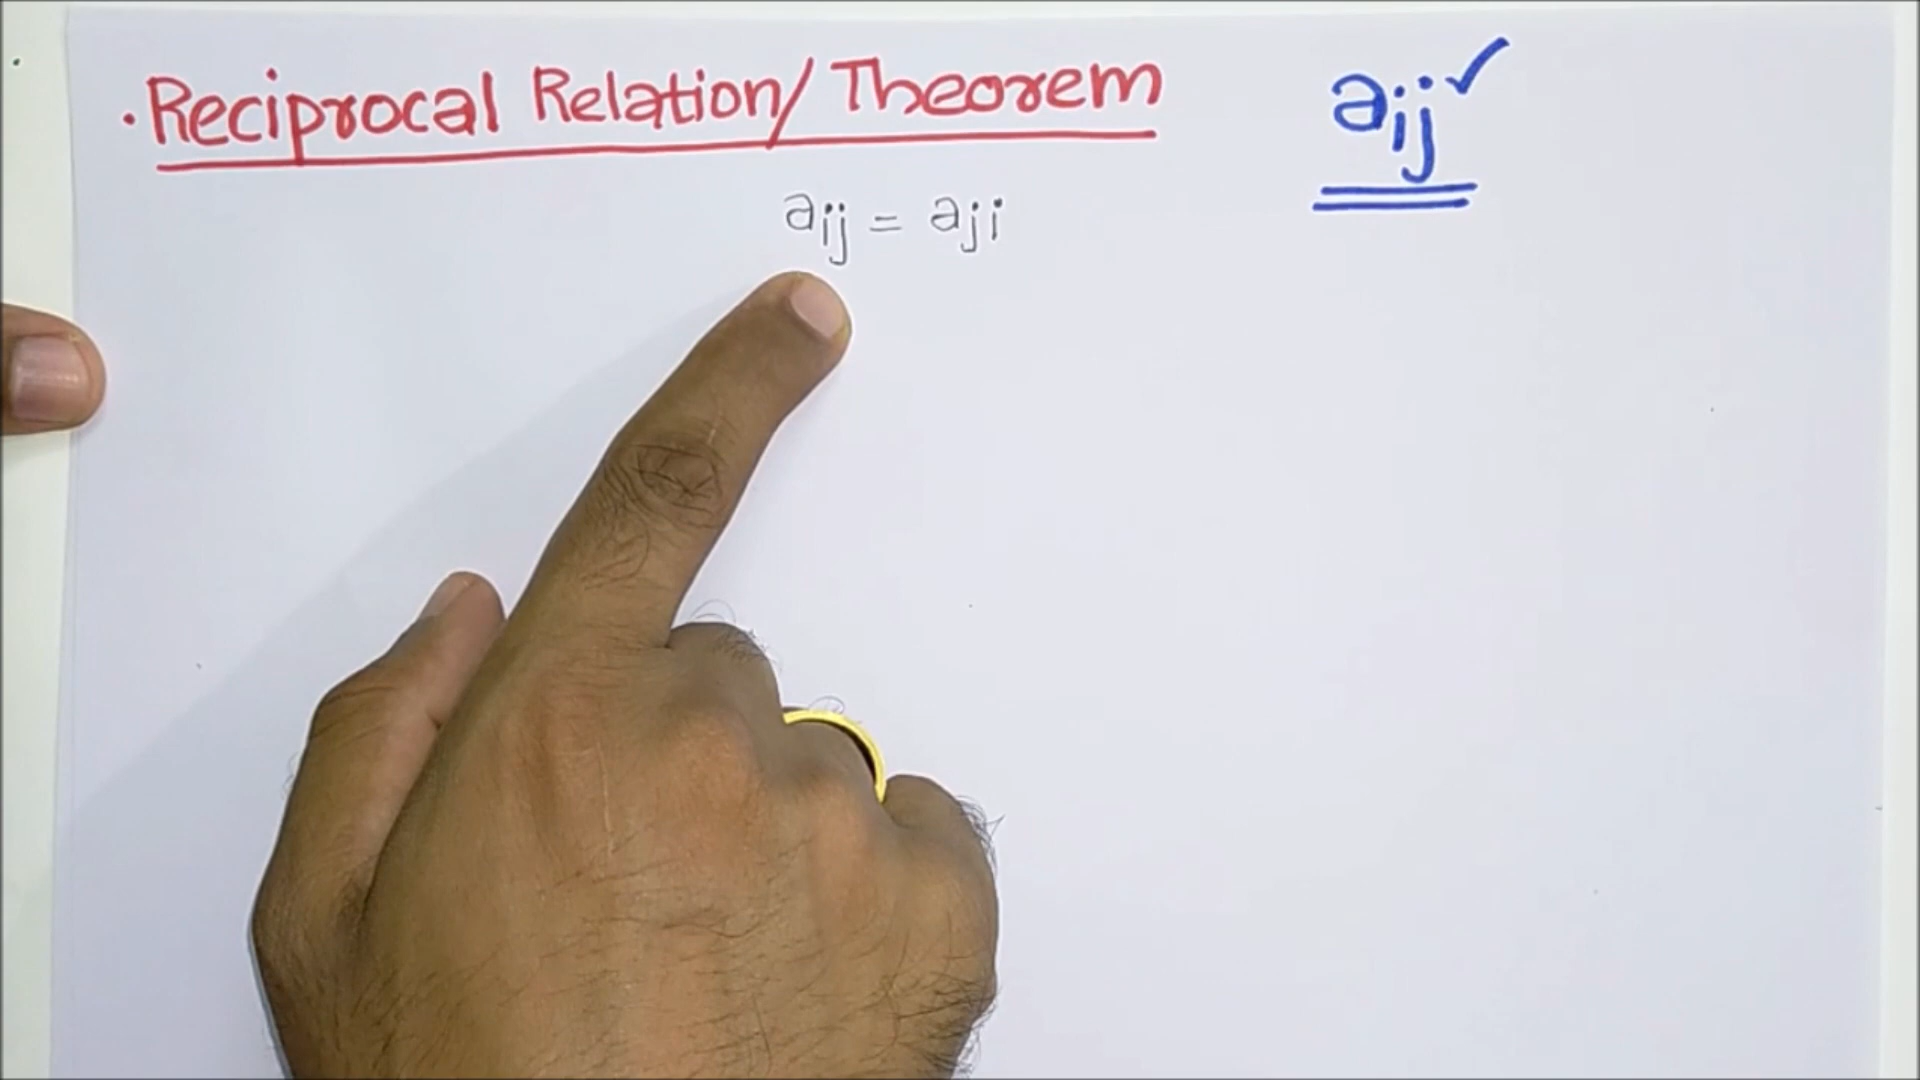 • Reciprocal Relation/Theorem
aij ✓
aij = aji